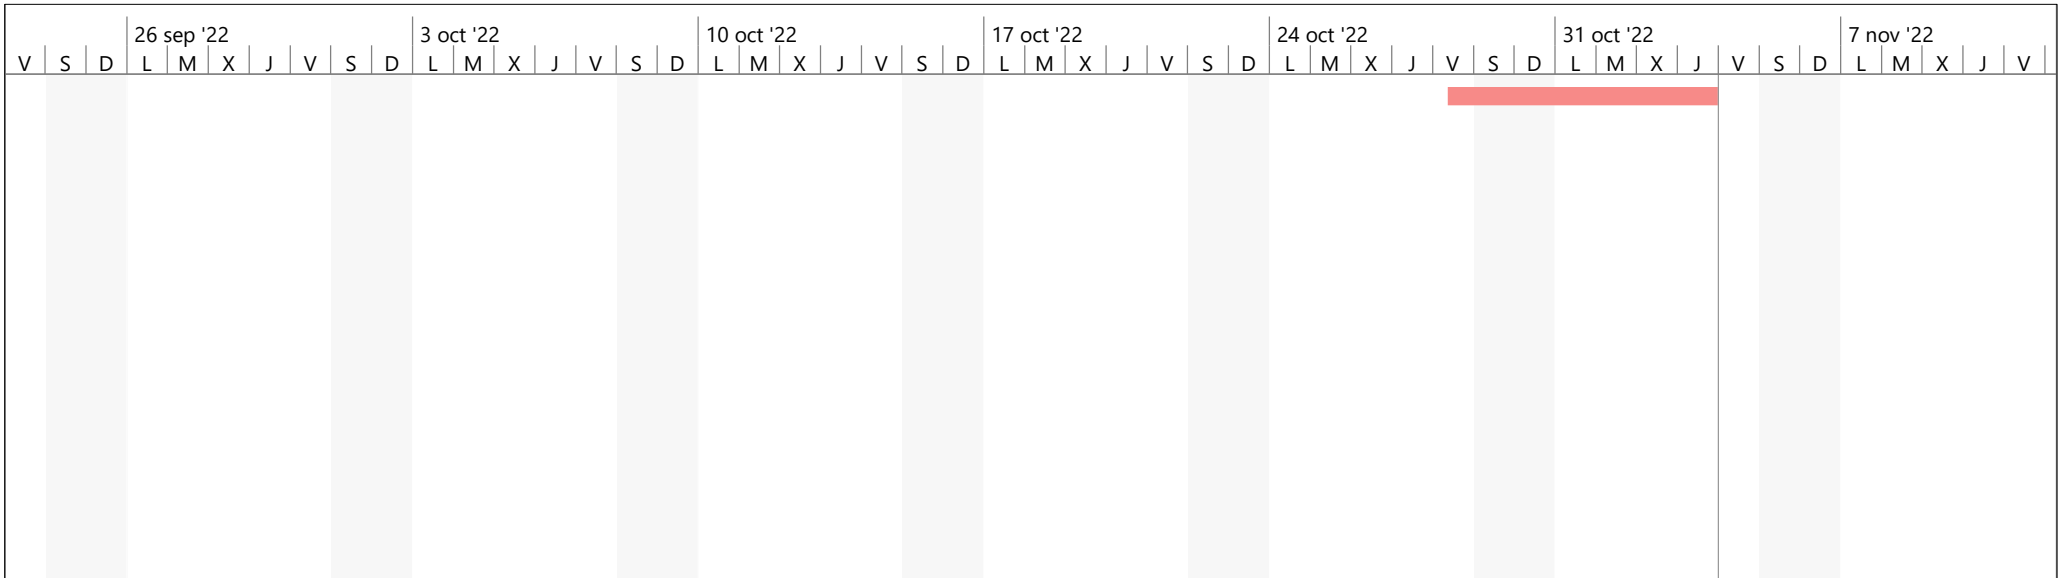 26 sep '22 3 oct '22 10 oct '22 17 oct '22 24 oct '22 31 oct '22 7 nov '22
V S D L M X J V S D L M X J V S D L M X J V S D L M X J V S D L M X J V S D L M X J V S D L M X J V